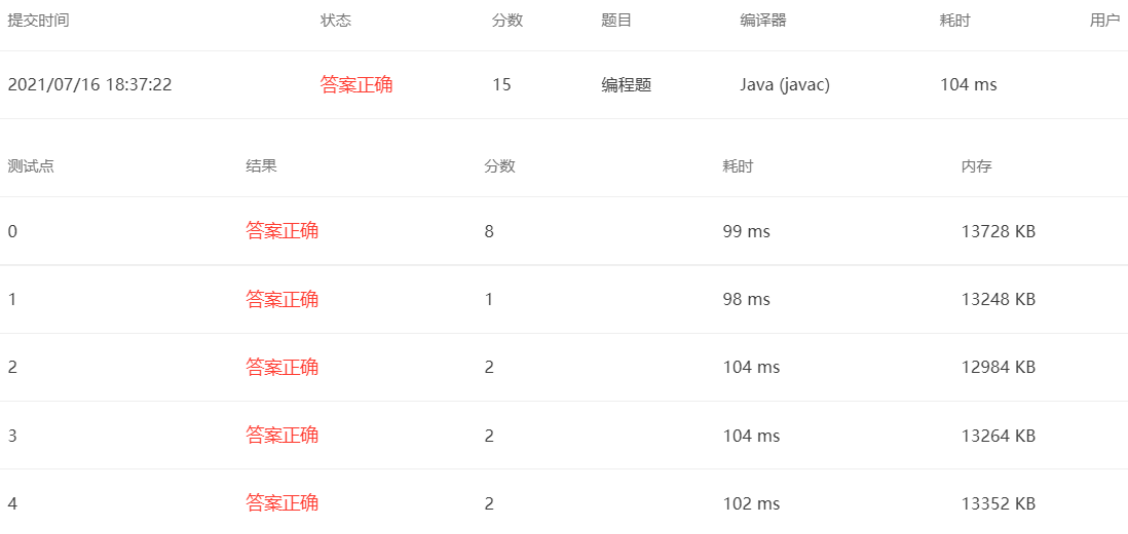 提交时间 状态 分数 题目 编译器 耗时 用户
2021/07/16 18:37:22 答案正确 15 编程题 Java (javac) 104 ms
测试点 结果 分数 耗时 内存
0 答案正确 8 99 ms 13728 KB
1 答案正确 1 98 ms 13248 KB
2 答案正确 2 104 ms 12984 KB
3 答案正确 2 104 ms 13264 KB
4 答案正确 2 102 ms 13352 KB